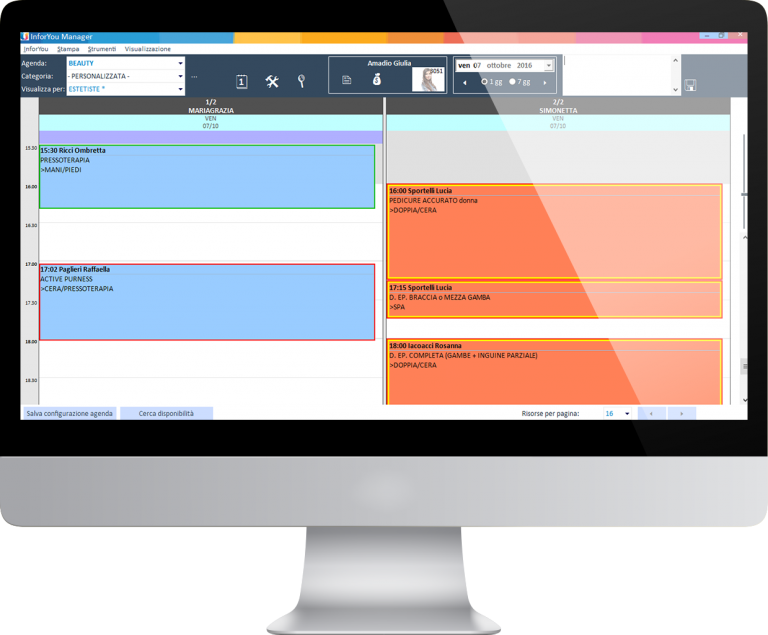 InforYou Manager
InforYou Stampa Strumenti Visualizzazione
Agenda: BEAUTY
Categoria: - PERSONALIZZATA - ...
Visualizza per: ESTETISTE *
1
Amadio Giulia
ven 07 ottobre 2016
1 gg 7 gg
1/2
MARIAGRAZIA
VEN
07/10
2/2
SIMONETTA
VEN
07/10
15.30
16.00
16.30
17.00
17.30
18.00
18.30
15:30 Ricci Ombretta
PRESSOTERAPIA
>MANI/PIEDI
17:02 Paglieri Raffaella
ACTIVE PURNESS
>CERA/PRESSOTERAPIA
16:00 Sportelli Lucia
PEDICURE ACCURATO donna
>DOPPIA/CERA
17:15 Sportelli Lucia
D. EP. BRACCIA o MEZZA GAMBA
>SPA
18:00 Iacoacci Rosanna
D. EP. COMPLETA (GAMBE + INGUINE PARZIALE)
>DOPPIA/CERA
Salva configurazione agenda Cerca disponibilità Risorse per pagina: 16